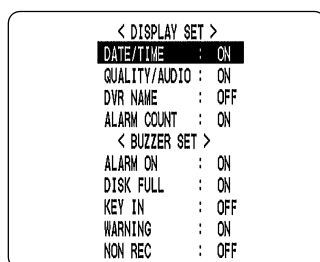 < DISPLAY SET >
DATE/TIME : ON
QUALITY/AUDIO : ON
DVR NAME : OFF
ALARM COUNT : ON
< BUZZER SET >
ALARM ON : ON
DISK FULL : ON
KEY IN : OFF
WARNING : ON
NON REC : OFF